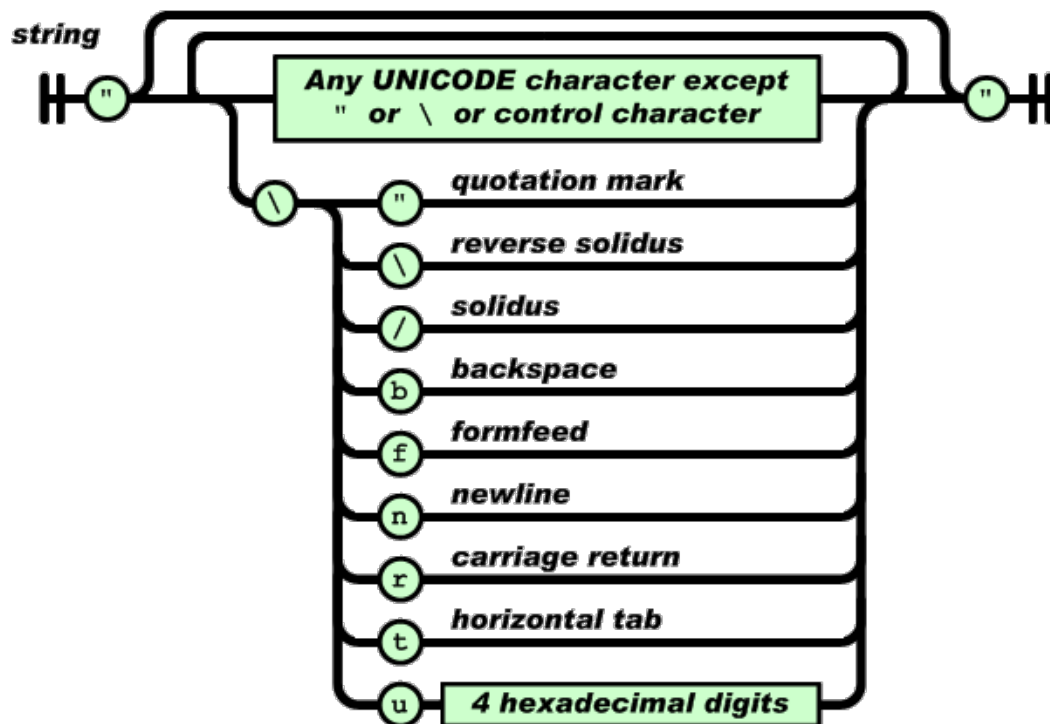 string
"
Any UNICODE character except
" or \ or control character
"
\
" quotation mark
\ reverse solidus
/ solidus
b backspace
f formfeed
n newline
r carriage return
t horizontal tab
u 4 hexadecimal digits